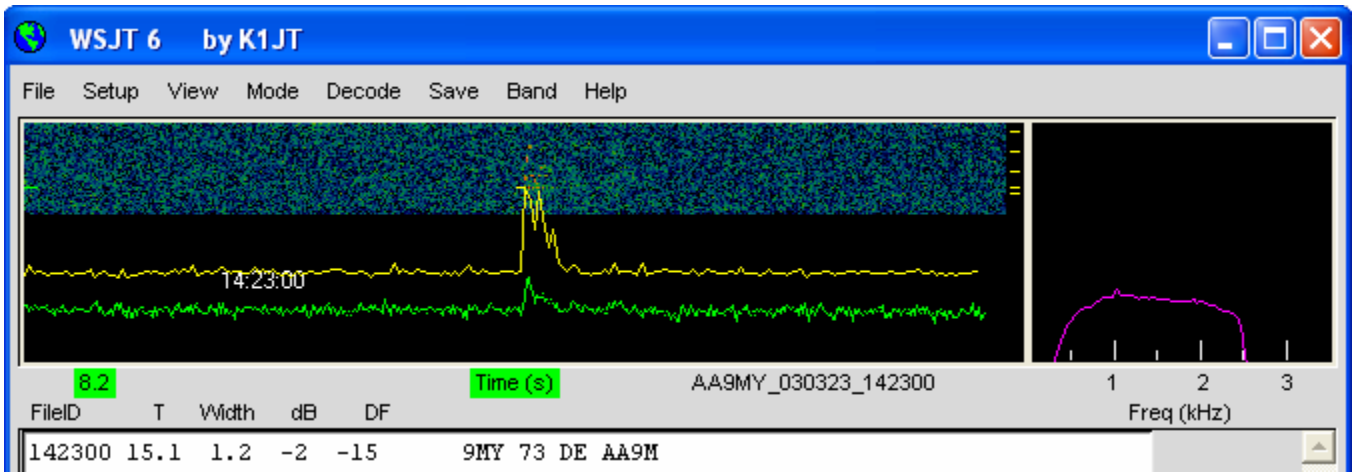 WSJT 6 by K1JT
File Setup View Mode Decode Save Band Help
14:23:00
8.2 Time (s) AA9MY_030323_142300 1 2 3
FileID T Width dB DF Freq (kHz)
142300 15.1 1.2 -2 -15 9MY 73 DE AA9M